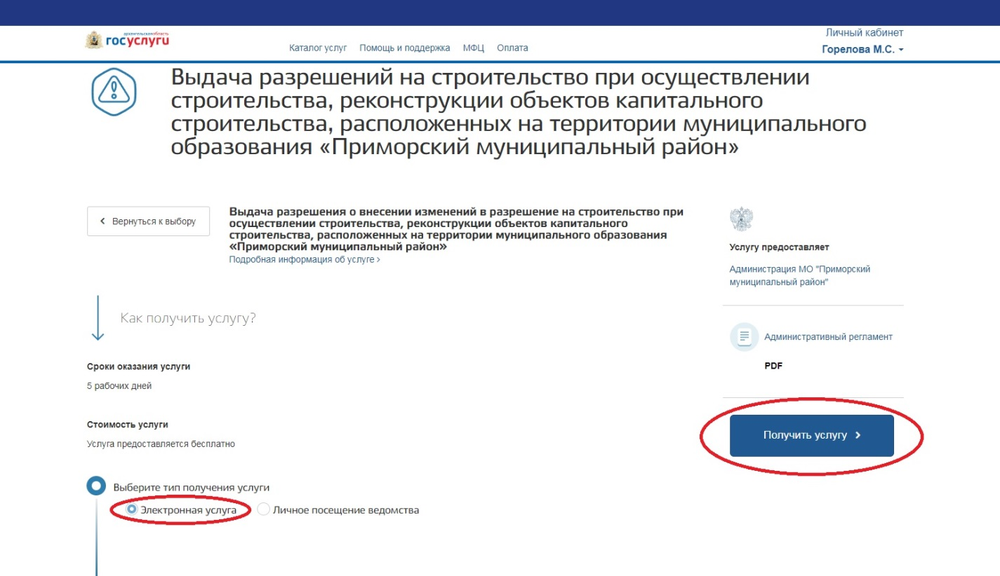 архангельская область
госуслуги
Каталог услуг Помощь и поддержка МФЦ Оплата
Личный кабинет
Горелова М.С.
Выдача разрешений на строительство при осуществлении
строительства, реконструкции объектов капитального
строительства, расположенных на территории муниципального
образования «Приморский муниципальный район»
Вернуться к выбору
Выдача разрешения о внесении изменений в разрешение на строительство при
осуществлении строительства, реконструкции объектов капитального
строительства, расположенных на территории муниципального образования
«Приморский муниципальный район»
Подробная информация об услуге >
Услугу предоставляет
Администрация МО "Приморский
муниципальный район"
Как получить услугу?
Административный регламент
PDF
Сроки оказания услуги
5 рабочих дней
Стоимость услуги
Услуга предоставляется бесплатно
Получить услугу
Выберите тип получения услуги
Электронная услуга Личное посещение ведомства